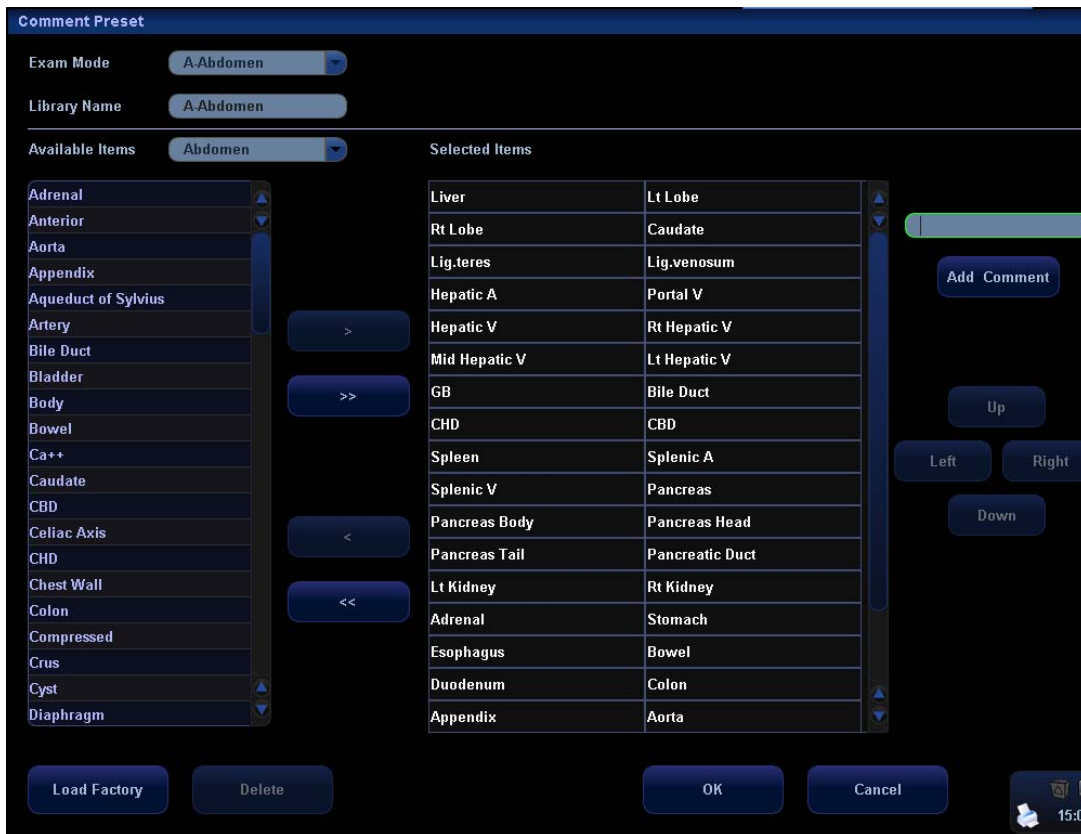 Comment Preset
Exam Mode A-Abdomen
Library Name A-Abdomen
Available Items Abdomen Selected Items
Adrenal
Anterior
Aorta
Appendix
Aqueduct of Sylvius
Artery
Bile Duct
Bladder
Body
Bowel
Ca++
Caudate
CBD
Celiac Axis
CHD
Chest Wall
Colon
Compressed
Crus
Cyst
Diaphragm
>
>>
<
<<
Liver Lt Lobe
Rt Lobe Caudate
Lig.teres Lig.venosum
Hepatic A Portal V
Hepatic V Rt Hepatic V
Mid Hepatic V Lt Hepatic V
GB Bile Duct
CHD CBD
Spleen Splenic A
Splenic V Pancreas
Pancreas Body Pancreas Head
Pancreas Tail Pancreatic Duct
Lt Kidney Rt Kidney
Adrenal Stomach
Esophagus Bowel
Duodenum Colon
Appendix Aorta
Add Comment
Up
Left Right
Down
Load Factory Delete OK Cancel